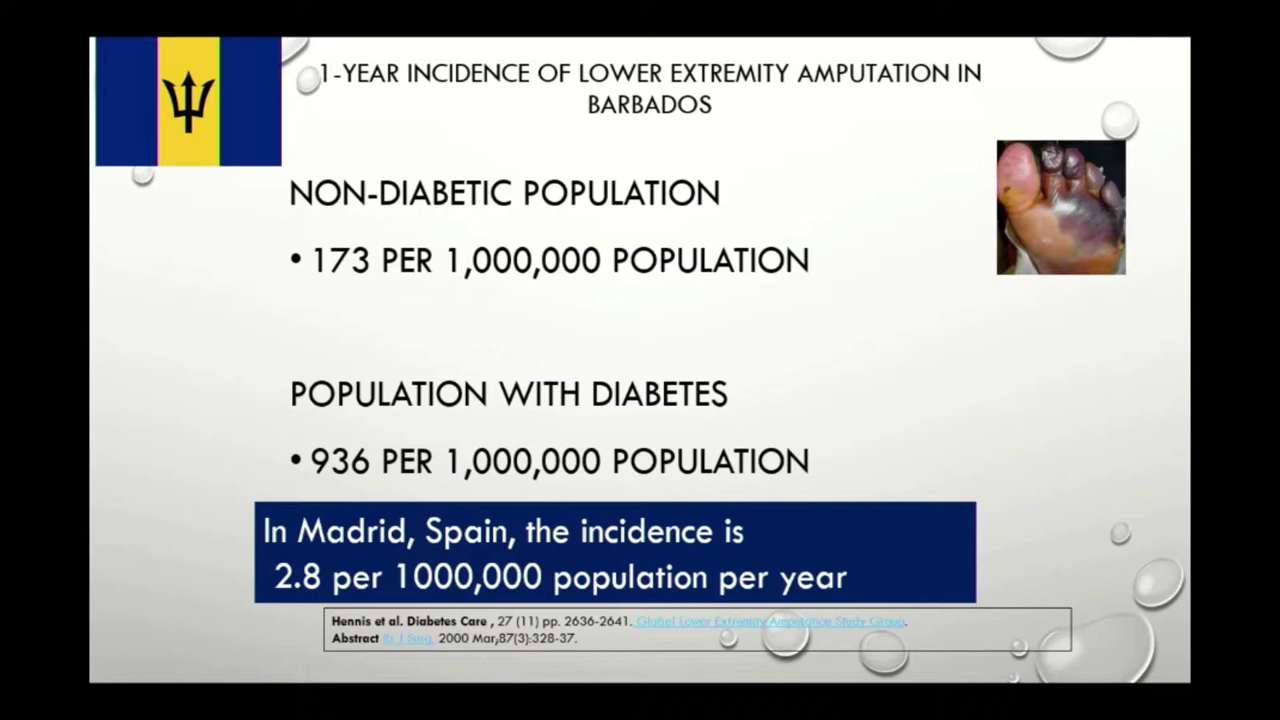 1-YEAR INCIDENCE OF LOWER EXTREMITY AMPUTATION IN
BARBADOS
NON-DIABETIC POPULATION
• 173 PER 1,000,000 POPULATION
POPULATION WITH DIABETES
• 936 PER 1,000,000 POPULATION
In Madrid, Spain, the incidence is
2.8 per 1000,000 population per year
Hennis et al. Diabetes Care , 27 (11) pp. 2636-2641. Global Lower Extremity Amputation Study Group.
Abstract Br J Surg. 2000 Mar;87(3):328-37.